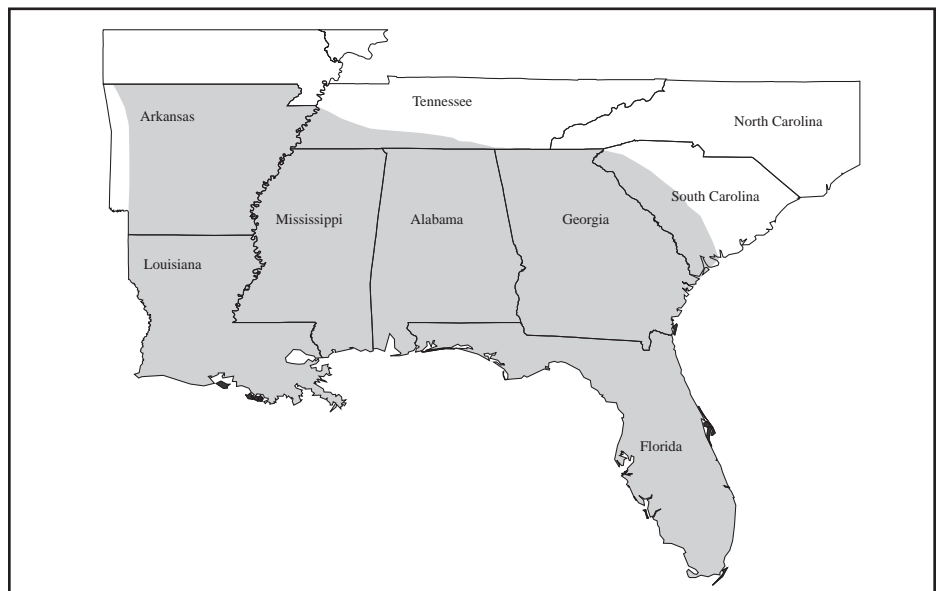 Tennessee
Arkansas
North Carolina
South Carolina
Mississippi
Alabama
Georgia
Louisiana
Florida